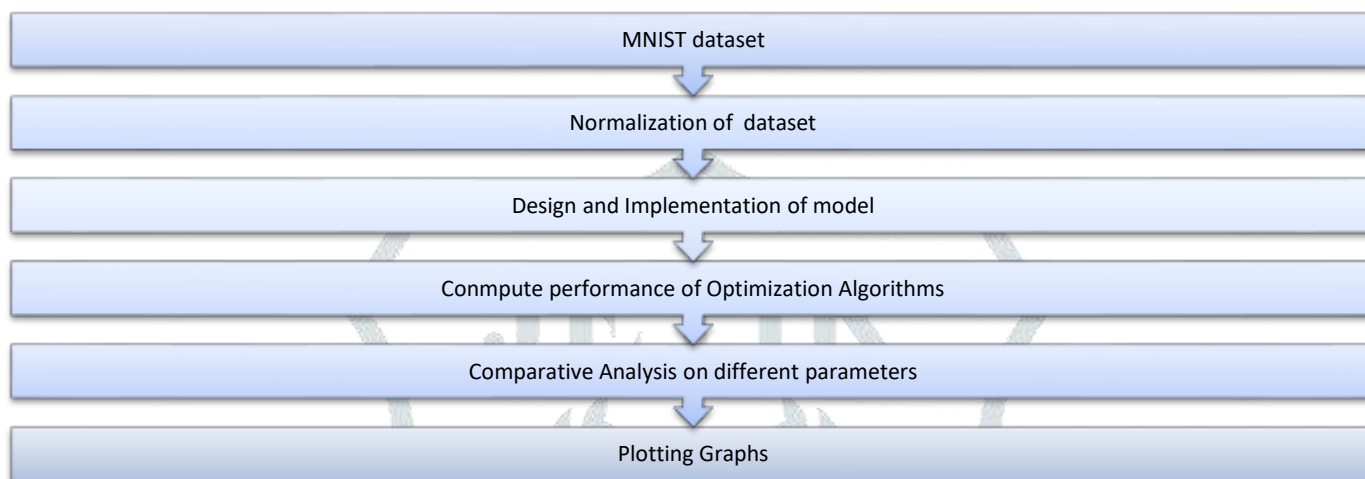 MNIST dataset
Normalization of dataset
Design and Implementation of model
Conmpute performance of Optimization Algorithms
Comparative Analysis on different parameters
Plotting Graphs